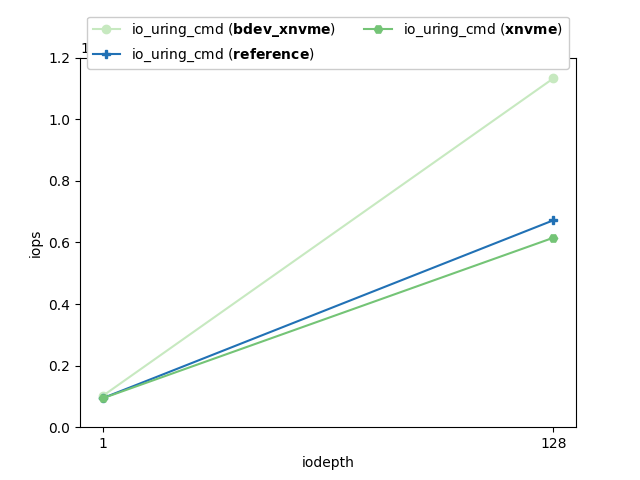 io_uring_cmd (bdev_xnvme)
io_uring_cmd (xnvme)
io_uring_cmd (reference)
1.2
1.0
0.8
0.6
0.4
0.2
0.0
iops
1
128
iodepth